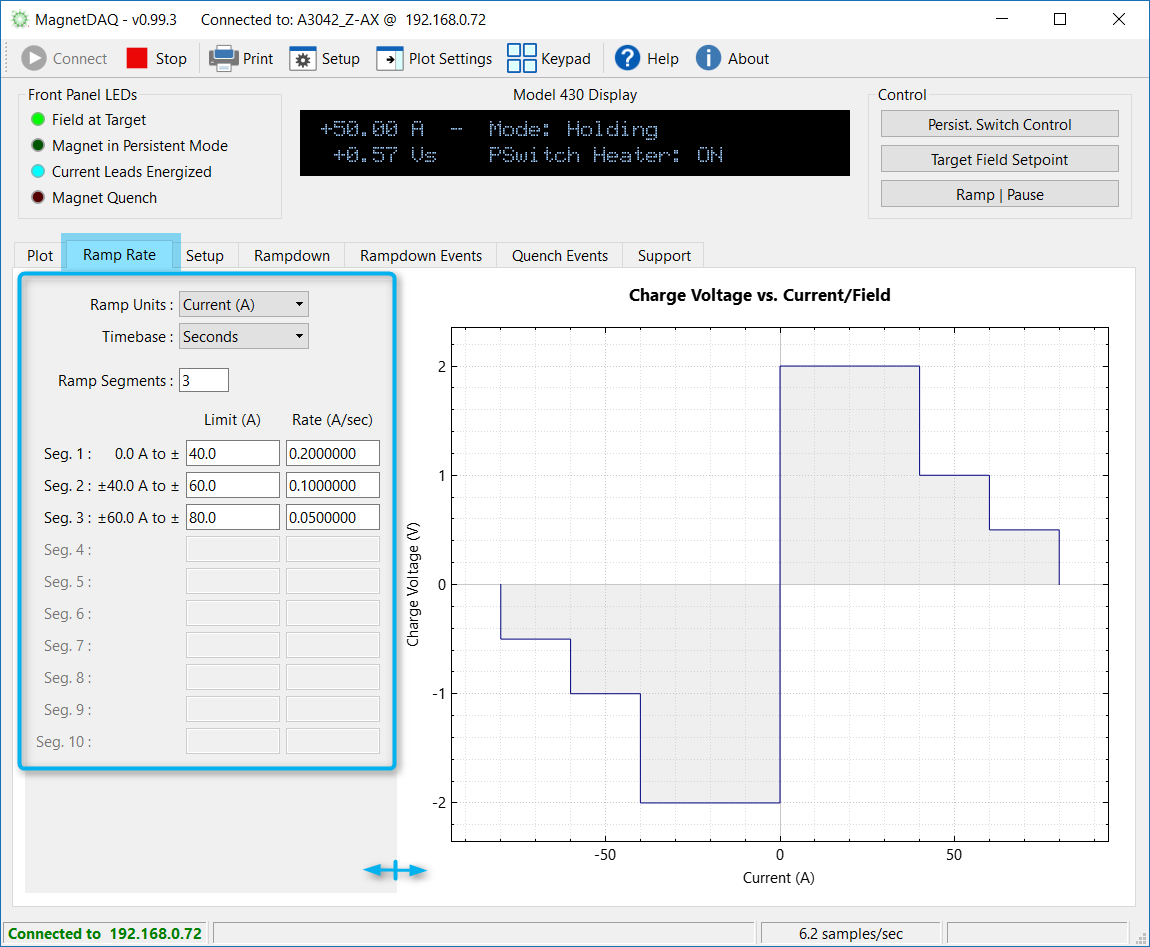 MagnetDAQ - v0.99.3 Connected to: A3042_Z-AX @ 192.168.0.72
Connect Stop Print Setup Plot Settings Keypad Help About
Front Panel LEDs
Field at Target
Magnet in Persistent Mode
Current Leads Energized
Magnet Quench
Model 430 Display
+50.00 A - Mode: Holding
+0.57 Vs PSwitch Heater: ON
Control
Persist. Switch Control
Target Field Setpoint
Ramp | Pause
Plot Ramp Rate Setup Rampdown Rampdown Events Quench Events Support
Ramp Units : Current (A)
Timebase : Seconds
Ramp Segments : 3
Limit (A) Rate (A/sec)
Seg. 1 : 0.0 A to ± 40.0 0.2000000
Seg. 2 : ±40.0 A to ± 60.0 0.1000000
Seg. 3 : ±60.0 A to ± 80.0 0.0500000
Seg. 4 :
Seg. 5 :
Seg. 6 :
Seg. 7 :
Seg. 8 :
Seg. 9 :
Seg. 10 :
Charge Voltage vs. Current/Field
Charge Voltage (V)
2
1
0
-1
-2
-50 0 50
Current (A)
Connected to 192.168.0.72
6.2 samples/sec